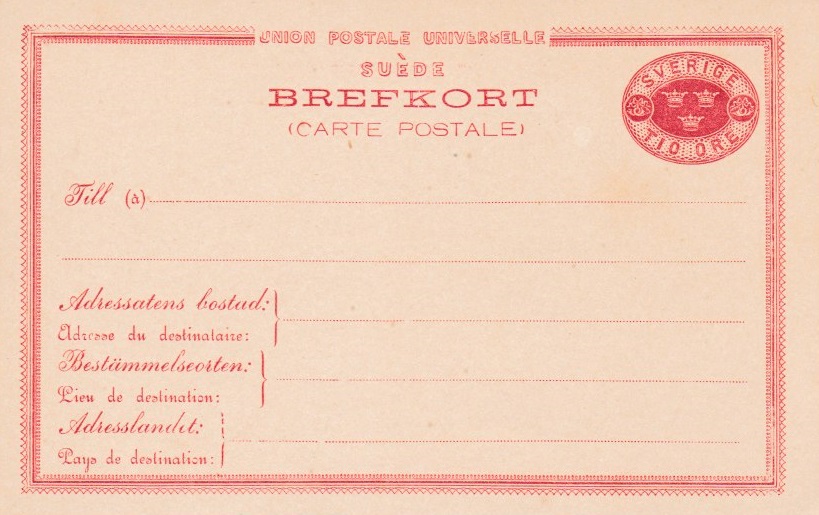 UNION POSTALE UNIVERSELLE
SUÈDE
BREFKORT
(CARTE POSTALE)
SVERIGE
TIO ÖRE
Till (à)
Adressatens bostad:
Adresse du destinataire:
Bestämmelseorten:
Lieu de destination:
Adresslandet:
Pays de destination: